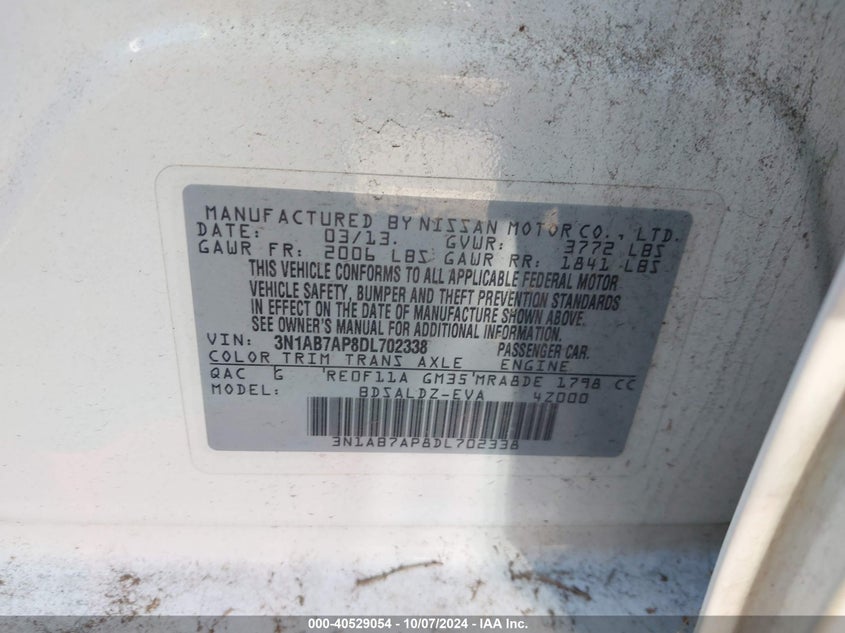 MANUFACTURED BY NISSAN MOTOR CO., LTD.
DATE: 03/13. GVWR: 3772 LBS
GAWR FR: 2006 LBS GAWR RR: 1841 LBS
THIS VEHICLE CONFORMS TO ALL APPLICABLE FEDERAL MOTOR
VEHICLE SAFETY, BUMPER AND THEFT PREVENTION STANDARDS
IN EFFECT ON THE DATE OF MANUFACTURE SHOWN ABOVE.
SEE OWNER'S MANUAL FOR ADDITIONAL INFORMATION.
VIN: 3N1AB7AP8DL702338 PASSENGER CAR.
COLOR TRIM TRANS AXLE ENGINE
QAC G 'RE0F11A GM35'MRA8DE 1798 CC
MODEL: BDSALDZ-EVA 4Z000
3N1AB7AP8DL702338
000-40529054 - 10/07/2024 - IAA Inc.